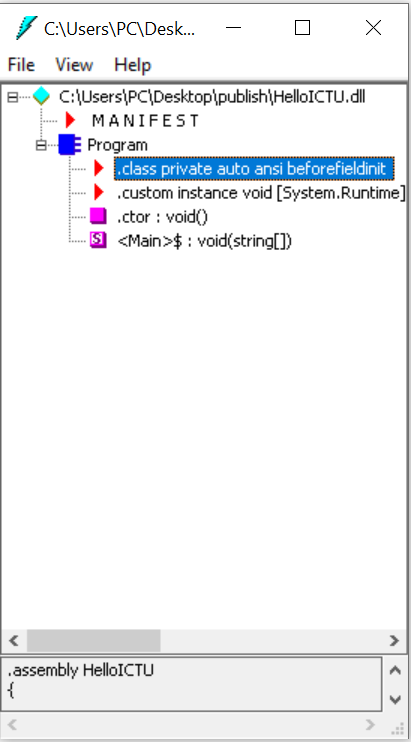 C:\Users\PC\Desk...
File View Help
C:\Users\PC\Desktop\publish\HelloICTU.dll
M A N I F E S T
Program
.class private auto ansi beforefieldinit
.custom instance void [System.Runtime]
.ctor : void()
S <Main>$ : void(string[])
.assembly HelloICTU
{